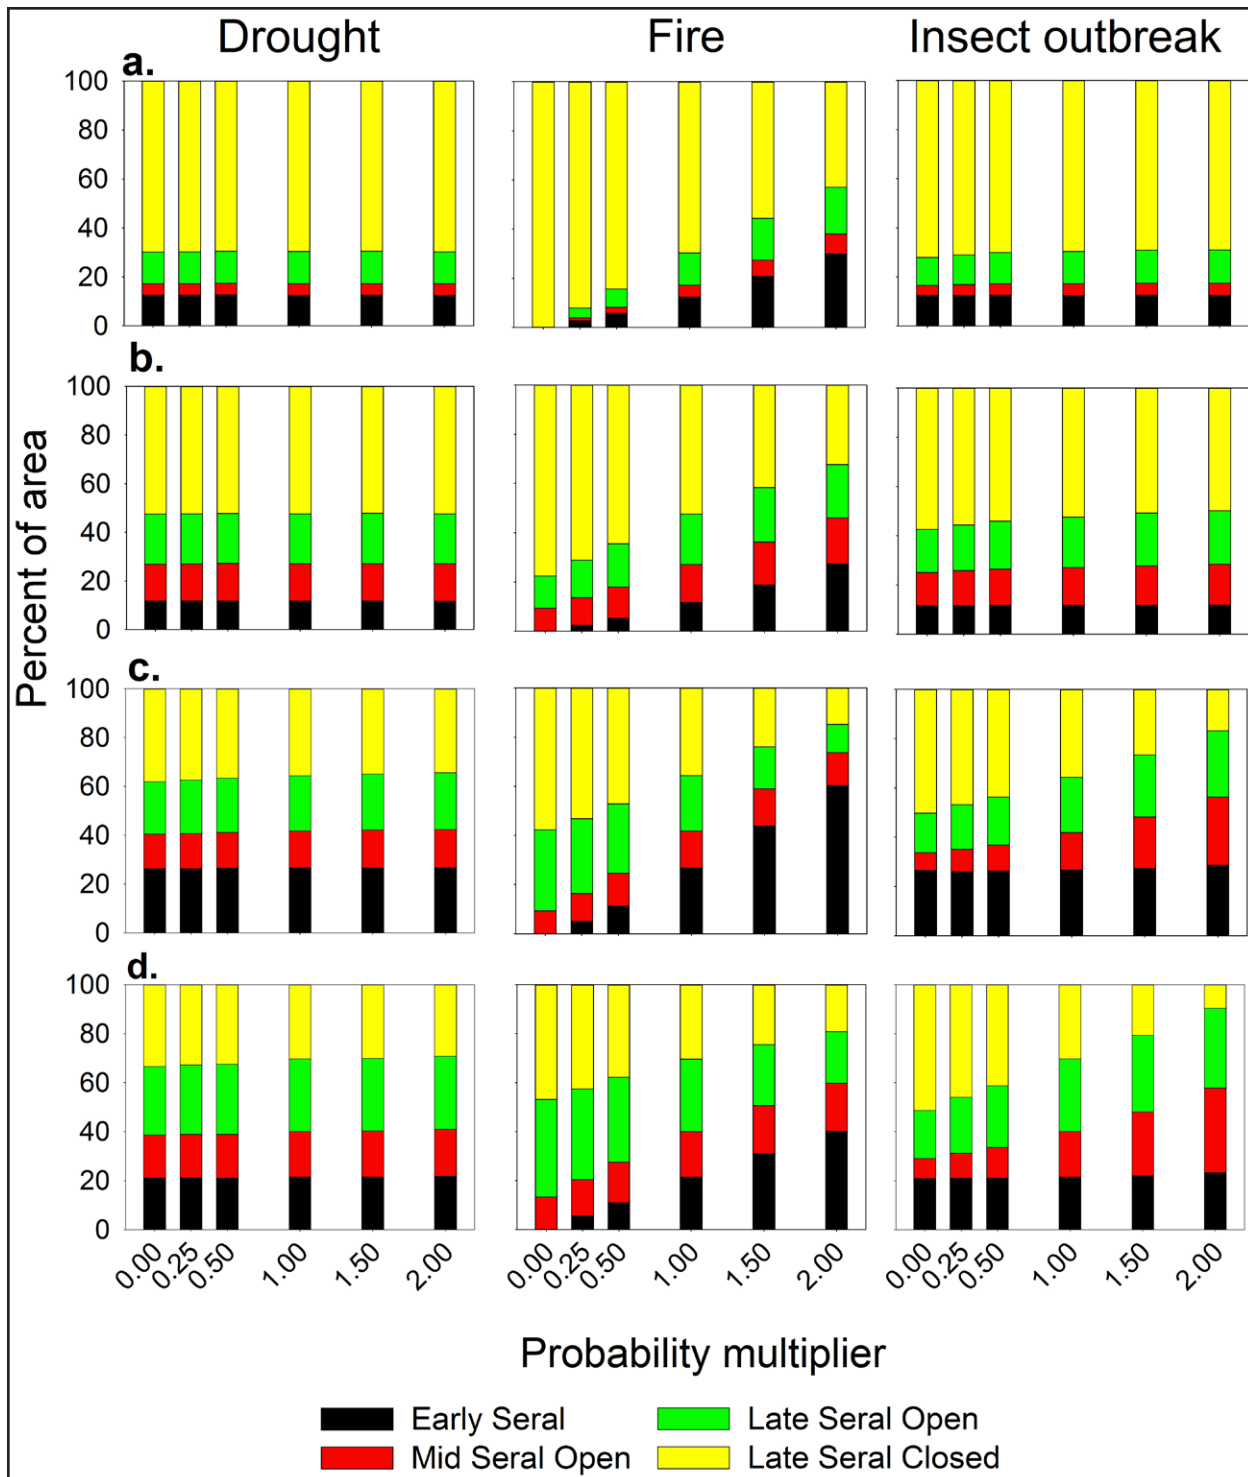 Drought Fire Insect outbreak
a.
100
80
60
40
20
0
b.
100
80
60
40
20
0
c.
100
80
60
40
20
0
d.
100
80
60
40
20
0
Percent of area
0.00 0.25 0.50 1.00 1.50 2.00 0.00 0.25 0.50 1.00 1.50 2.00 0.00 0.25 0.50 1.00 1.50 2.00
Probability multiplier
Early Seral Late Seral Open
Mid Seral Open Late Seral Closed